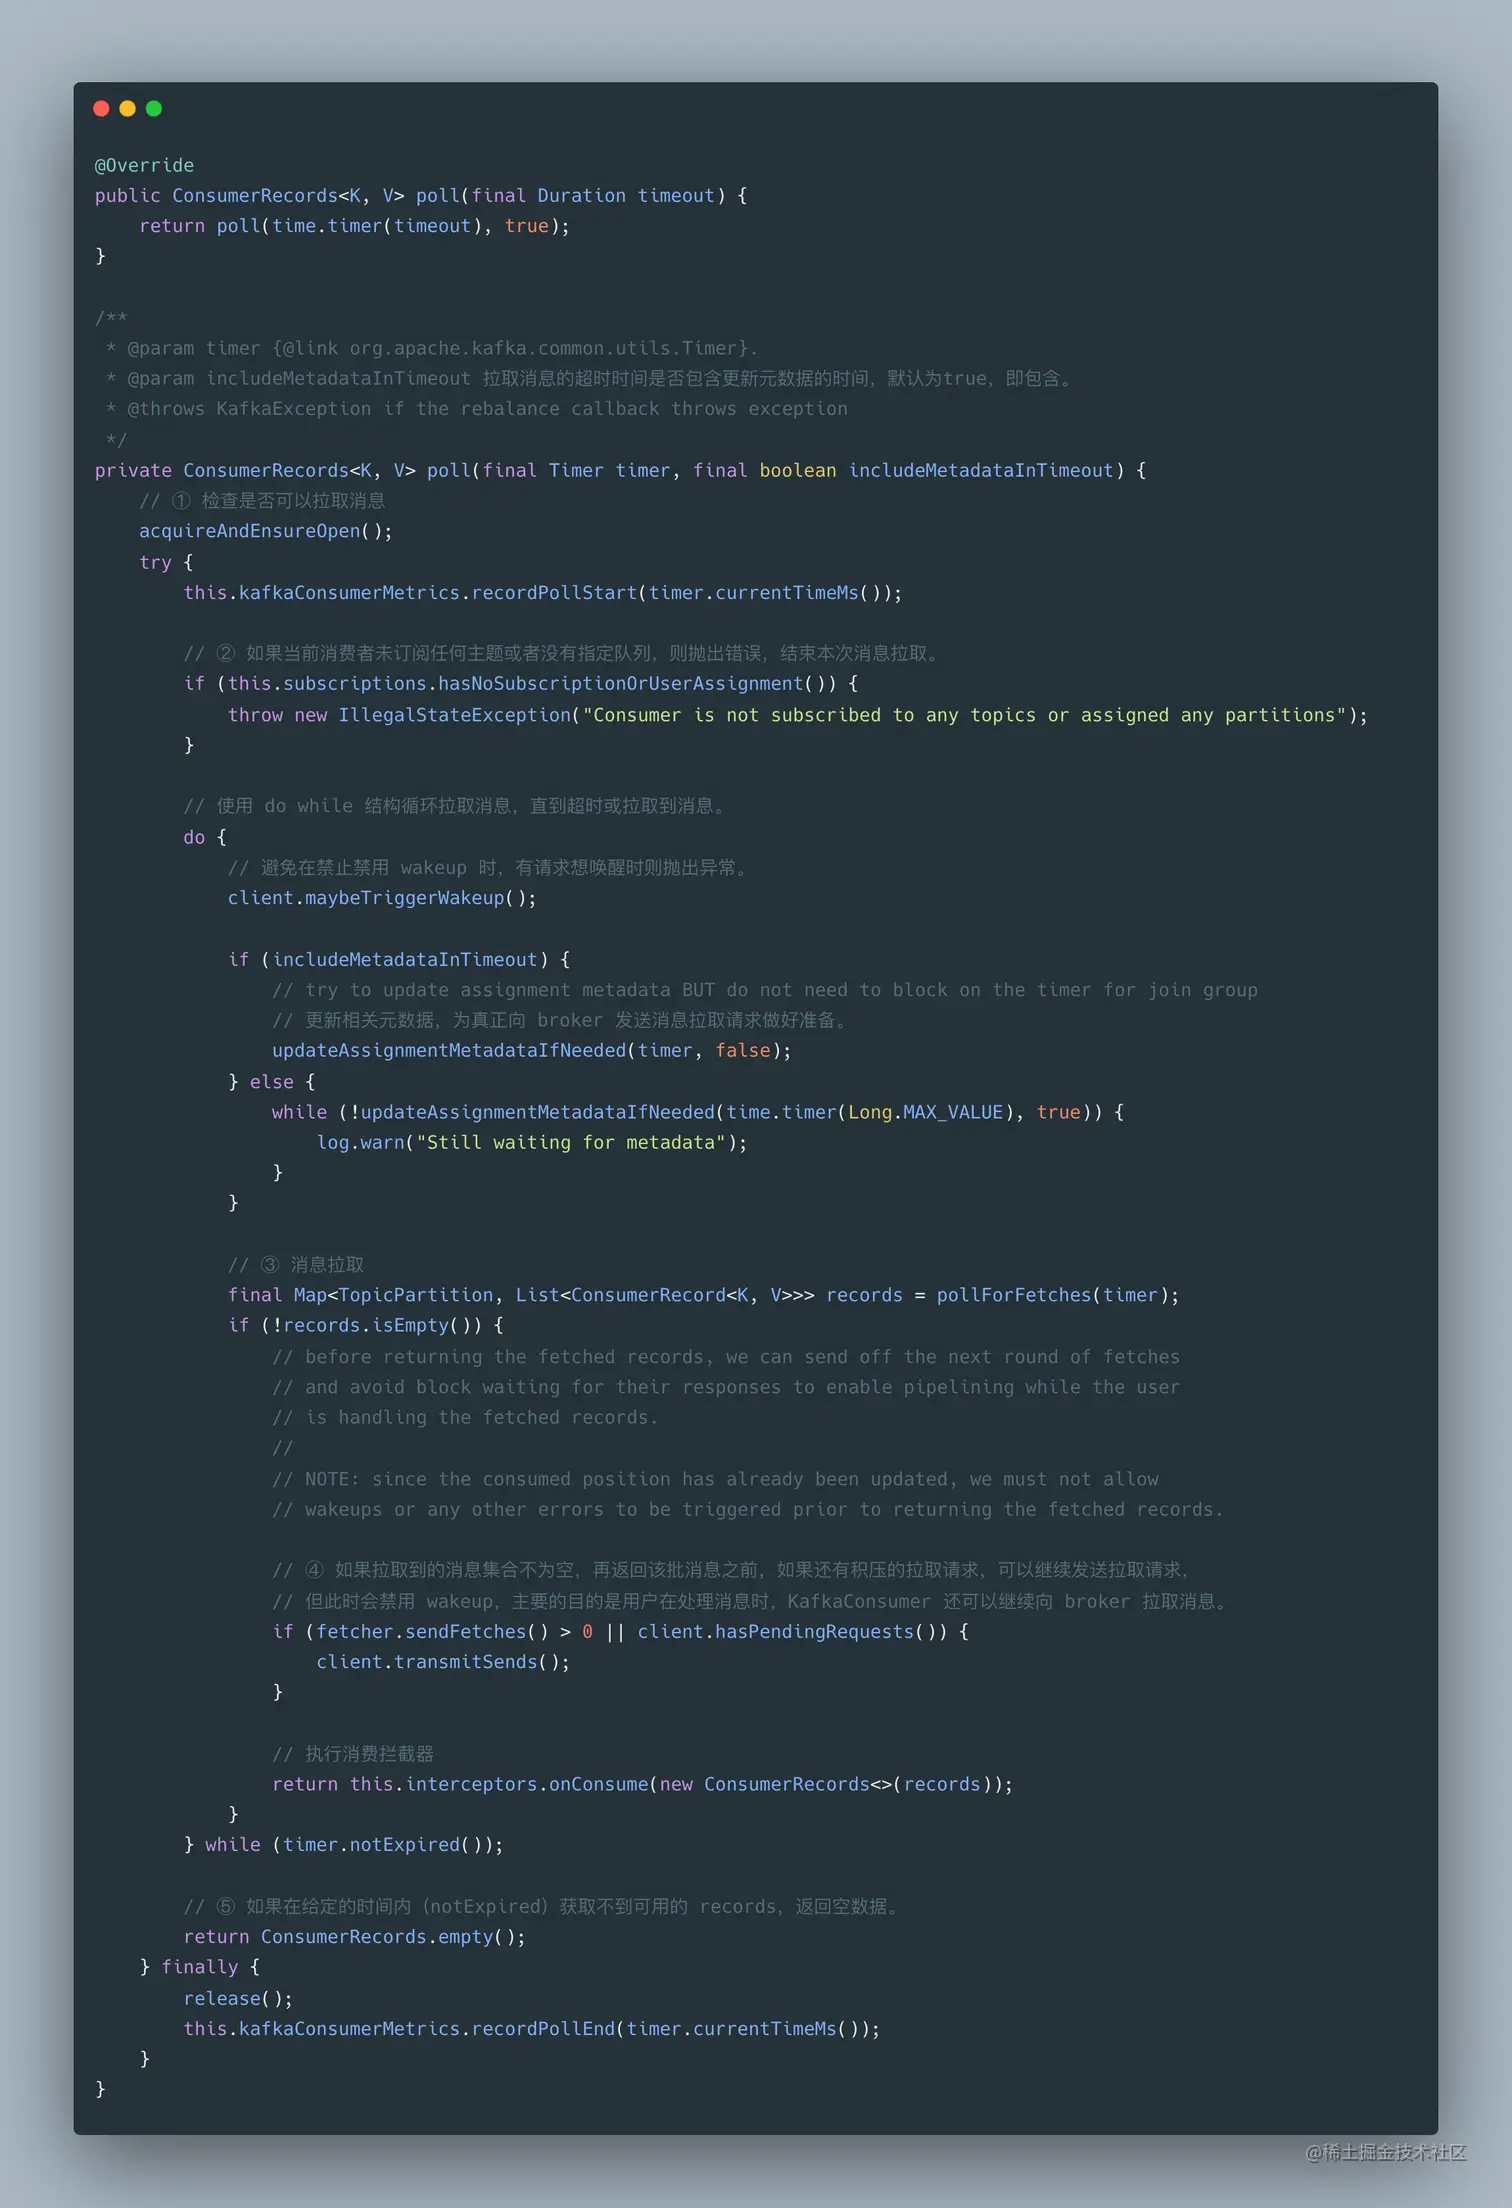 @Override
public ConsumerRecords<K, V> poll(final Duration timeout) {
    return poll(time.timer(timeout), true);
}

/**
 * @param timer {@link org.apache.kafka.common.utils.Timer}.
 * @param includeMetadataInTimeout 拉取消息的超时时间是否包含更新元数据的时间，默认为true，即包含。
 * @throws KafkaException if the rebalance callback throws exception
 */
private ConsumerRecords<K, V> poll(final Timer timer, final boolean includeMetadataInTimeout) {
    // ① 检查是否可以拉取消息
    acquireAndEnsureOpen();
    try {
        this.kafkaConsumerMetrics.recordPollStart(timer.currentTimeMs());

        // ② 如果当前消费者未订阅任何主题或者没有指定队列，则抛出错误，结束本次消息拉取。
        if (this.subscriptions.hasNoSubscriptionOrUserAssignment()) {
            throw new IllegalStateException("Consumer is not subscribed to any topics or assigned any partitions");
        }

        // 使用 do while 结构循环拉取消息，直到超时或拉取到消息。
        do {
            // 避免在禁止禁用 wakeup 时，有请求想唤醒时则抛出异常。
            client.maybeTriggerWakeup();

            if (includeMetadataInTimeout) {
                // try to update assignment metadata BUT do not need to block on the timer for join group
                // 更新相关元数据，为真正向 broker 发送消息拉取请求做好准备。
                updateAssignmentMetadataIfNeeded(timer, false);
            } else {
                while (!updateAssignmentMetadataIfNeeded(time.timer(Long.MAX_VALUE), true)) {
                    log.warn("Still waiting for metadata");
                }
            }

            // ③ 消息拉取
            final Map<TopicPartition, List<ConsumerRecord<K, V>>> records = pollForFetches(timer);
            if (!records.isEmpty()) {
                // before returning the fetched records, we can send off the next round of fetches
                // and avoid block waiting for their responses to enable pipelining while the user
                // is handling the fetched records.
                //
                // NOTE: since the consumed position has already been updated, we must not allow
                // wakeups or any other errors to be triggered prior to returning the fetched records.

                // ④ 如果拉取到的消息集合不为空，再返回该批消息之前，如果还有积压的拉取请求，可以继续发送拉取请求，
                // 但此时会禁用 wakeup，主要的目的是用户在处理消息时，KafkaConsumer 还可以继续向 broker 拉取消息。
                if (fetcher.sendFetches() > 0 || client.hasPendingRequests()) {
                    client.transmitSends();
                }

                // 执行消费拦截器
                return this.interceptors.onConsume(new ConsumerRecords<>(records));
            }
        } while (timer.notExpired());

        // ⑤ 如果在给定的时间内（notExpired）获取不到可用的 records，返回空数据。
        return ConsumerRecords.empty();
    } finally {
        release();
        this.kafkaConsumerMetrics.recordPollEnd(timer.currentTimeMs());
    }
}
@稀土掘金技术社区